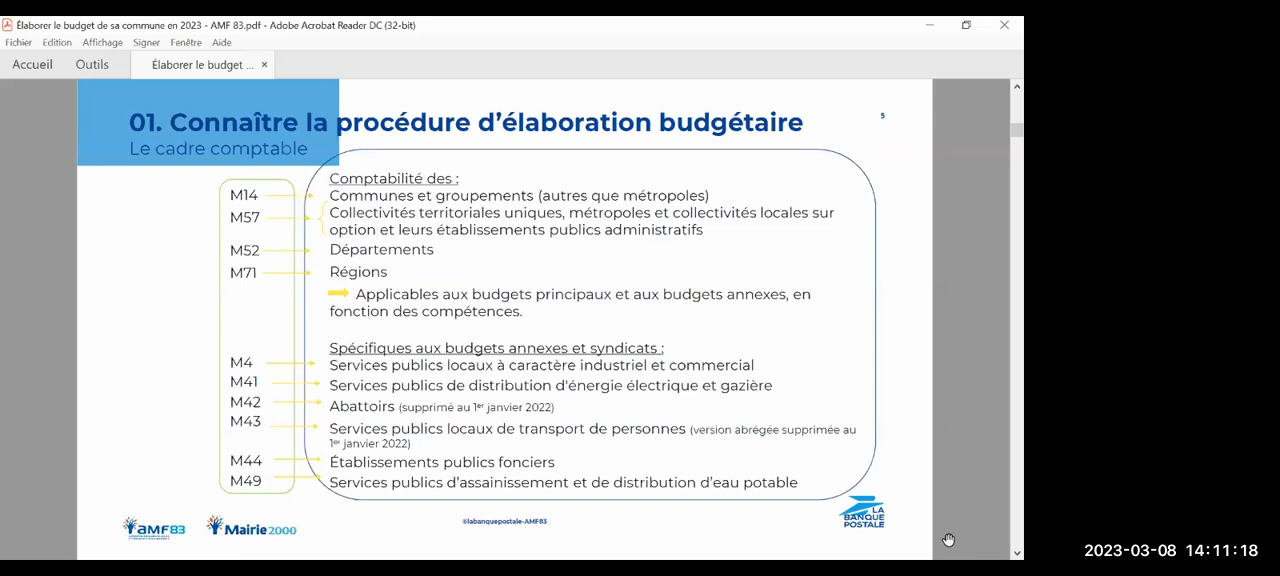 Élaborer le budget de sa commune en 2023 - AMF 83.pdf - Adobe Acrobat Reader DC (32-bit)
Fichier Edition Affichage Signer Fenêtre Aide
Accueil Outils Élaborer le budget ... ×
01. Connaître la procédure d'élaboration budgétaire
5
Le cadre comptable
Comptabilité des :
M14 Communes et groupements (autres que métropoles)
M57 Collectivités territoriales uniques, métropoles et collectivités locales sur
option et leurs établissements publics administratifs
M52 Départements
M71 Régions
Applicables aux budgets principaux et aux budgets annexes, en
fonction des compétences.
Spécifiques aux budgets annexes et syndicats :
M4 Services publics locaux à caractère industriel et commercial
M41 Services publics de distribution d'énergie électrique et gazière
M42 Abattoirs (supprimé au 1er janvier 2022)
M43 Services publics locaux de transport de personnes (version abrégée supprimée au
1er janvier 2022)
M44 Établissements publics fonciers
M49 Services publics d'assainissement et de distribution d'eau potable
AMF83
Mairie2000
@labanquepostale-AMF83
LA
BANQUE
POSTALE
2023-03-08 14:11:18